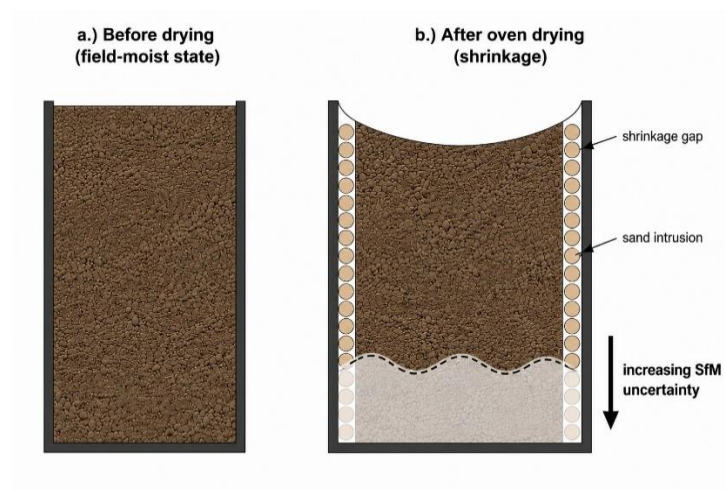 a.) Before drying
(field-moist state)
b.) After oven drying
(shrinkage)
shrinkage gap
sand intrusion
increasing SfM
uncertainty